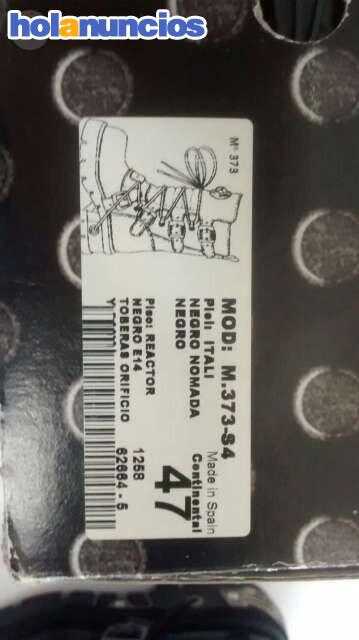 holanuncios
Mº 373
MOD: M.373-S4
Made in Spain
Piel: ITALI
Continental
NEGRO NOMADA
47
NEGRO
Piso: REACTOR
1258
NEGRO E14
62664 - 5
TOBERAS ORIFICIO